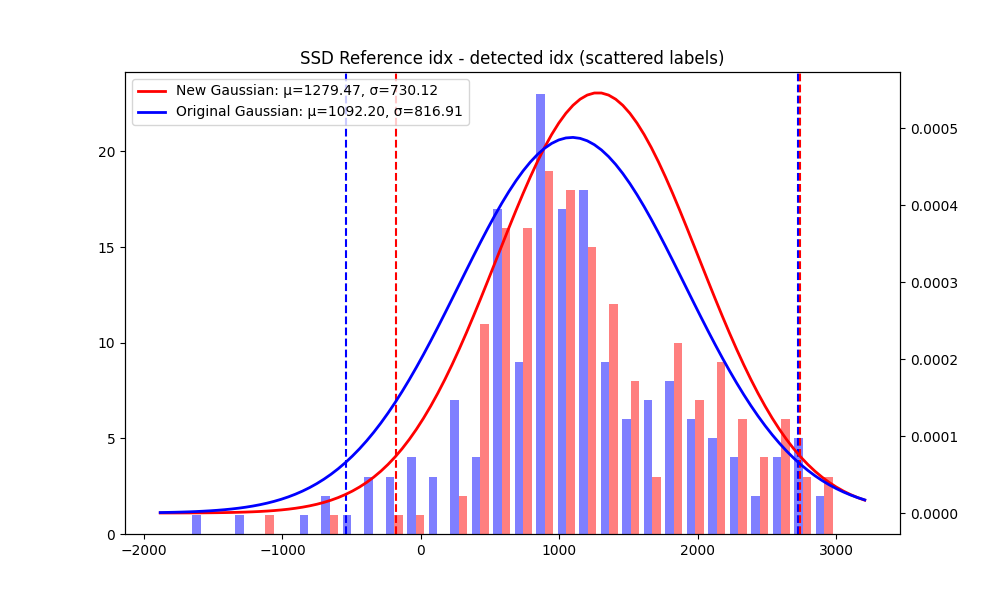 SSD Reference idx - detected idx (scattered labels)
New Gaussian: μ=1279.47, σ=730.12
Original Gaussian: μ=1092.20, σ=816.91
20
15
10
5
0
0.0005
0.0004
0.0003
0.0002
0.0001
0.0000
−2000 −1000 0 1000 2000 3000